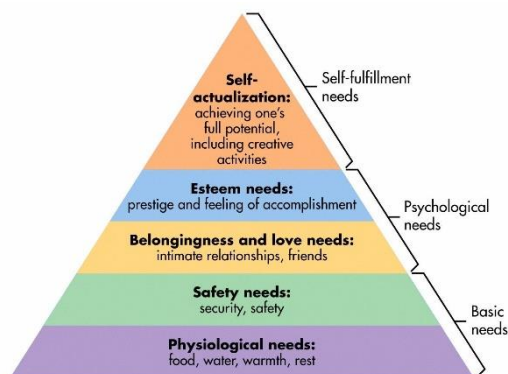 Self-
actualization:
achieving one's
full potential,
including creative
activities
Self-fulfillment
needs
Esteem needs:
prestige and feeling of accomplishment
Psychological
needs
Belongingness and love needs:
intimate relationships, friends
Safety needs:
security, safety
Basic
needs
Physiological needs:
food, water, warmth, rest